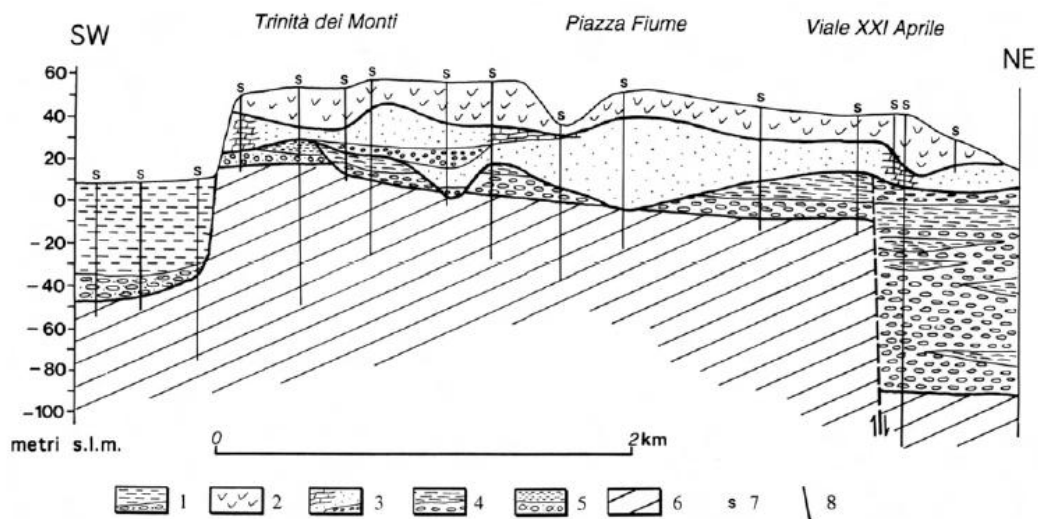 Trinità dei Monti Piazza Fiume Viale XXI Aprile
SW NE
60
s s s s s s s s s s s s s
40
20
0
s s s
-20
-40
-60
-80
-100
metri s.l.m.
0 2km
1 2 3 4 5 6 s 7 8